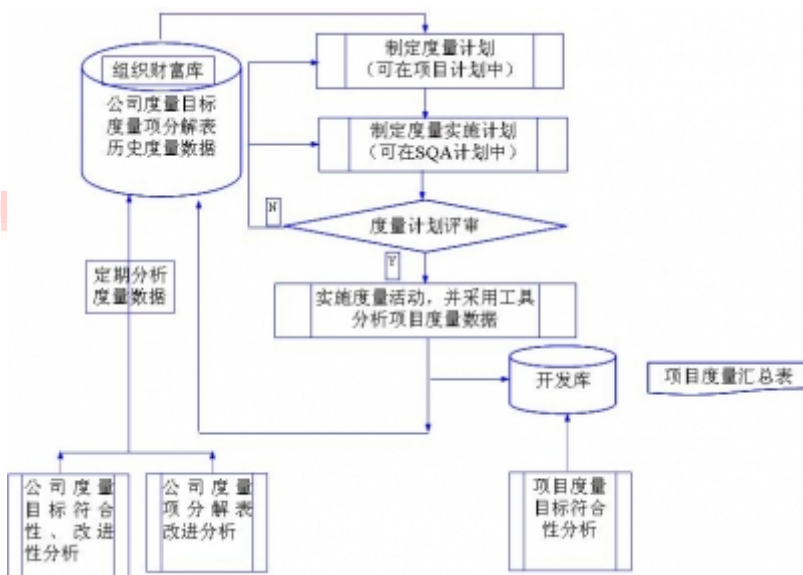 制定度量计划
(可在项目计划中)
组织财富库
公司度量目标
度量项分解表
历史度量数据
制定度量实施计划
(可在SQA计划中)
N
度量计划评审
Y
定期分析
度量数据
实施度量活动，并采用工具
分析项目度量数据
开发库
项目度量汇总表
公司度量
目标符合
性、改进
性分析
公司度量
项分解表
改进分析
项目度量
目标符合
性分析